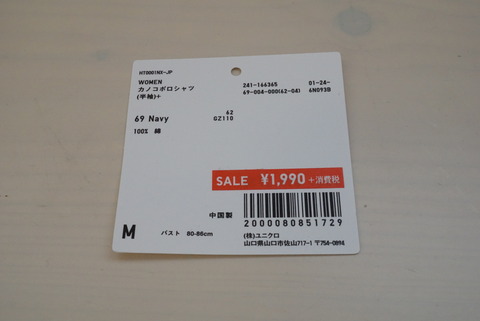 HT0001NX-JP
WOMEN
カノコポロシャツ
(半袖)+
241-166365 01-24-
69-004-000(62-04) 6N093B
69 Navy
62
GZ110
100% 綿
SALE ¥1,990 +消費税
中国製
2000080851729
M バスト 80-86cm
(株)ユニクロ
山口県山口市佐山717-1 〒754-0894